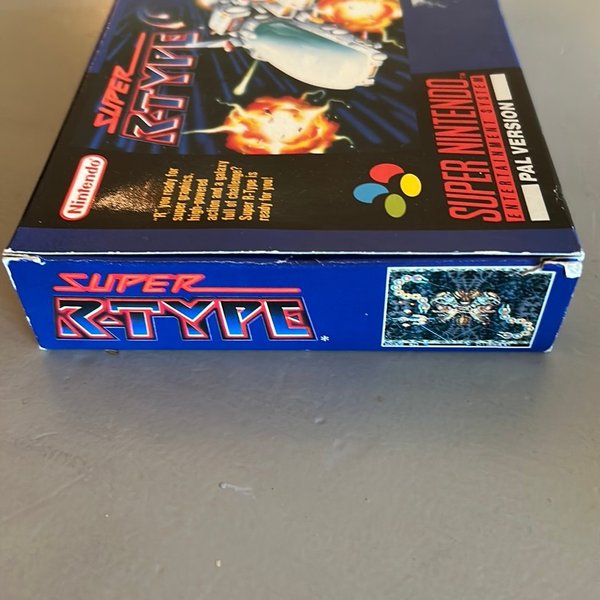 SUPER
R-TYPE
Nintendo
"R" you ready for
super graphics,
high-powered
action and a galaxy
full of challenge?
Super R-Type is
ready for you!
SUPER NINTENDO™
ENTERTAINMENT SYSTEM
PAL VERSION
SUPER
R-TYPE*